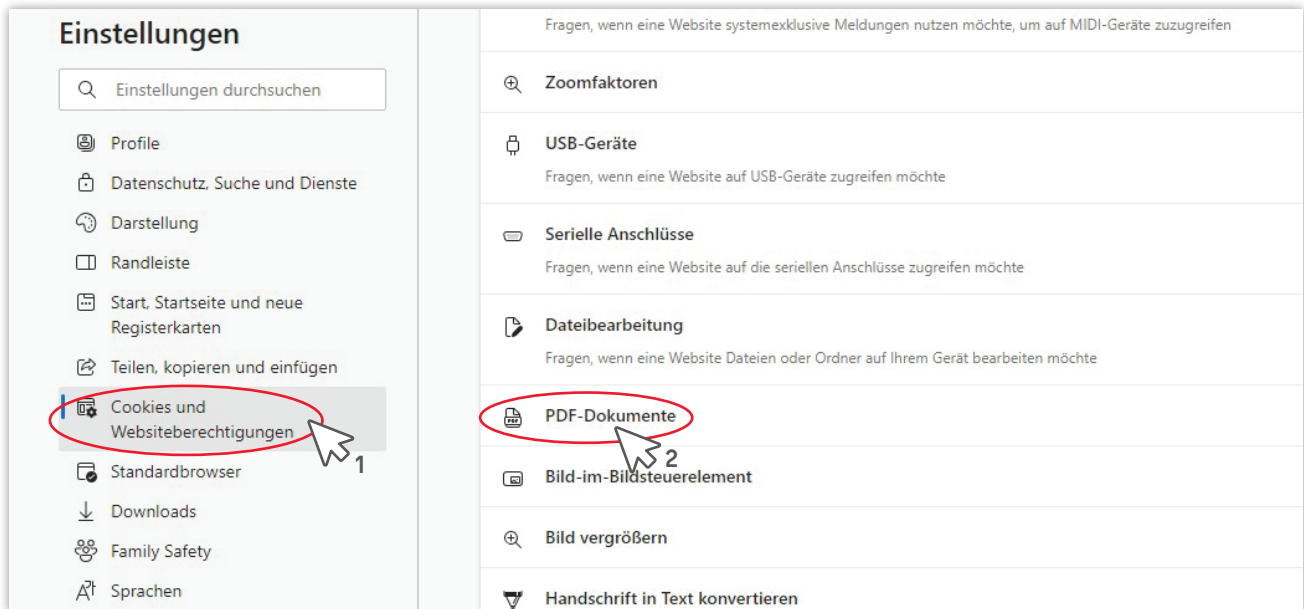 Einstellungen
Einstellungen durchsuchen
Profile
Datenschutz, Suche und Dienste
Darstellung
Randleiste
Start, Startseite und neue
Registerkarten
Teilen, kopieren und einfügen
Cookies und
Websiteberechtigungen
1
Standardbrowser
Downloads
Family Safety
Sprachen
Fragen, wenn eine Website systemexklusive Meldungen nutzen möchte, um auf MIDI-Geräte zuzugreifen
Zoomfaktoren
USB-Geräte
Fragen, wenn eine Website auf USB-Geräte zugreifen möchte
Serielle Anschlüsse
Fragen, wenn eine Website auf die seriellen Anschlüsse zugreifen möchte
Dateibearbeitung
Fragen, wenn eine Website Dateien oder Ordner auf Ihrem Gerät bearbeiten möchte
PDF
PDF-Dokumente
2
Bild-im-Bildsteuerelement
Bild vergrößern
Handschrift in Text konvertieren